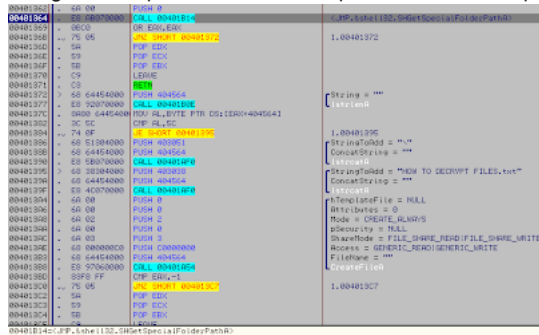 00401362 . 6A 00 PUSH 0
00401364 . E8 AB070000 CALL 00401B14 <JMP.&shell32.SHGetSpecialFolderPathA>
00401369 . 0BC0 OR EAX,EAX
0040136B .. 75 05 JNZ SHORT 00401372 1.00401372
0040136D . 5A POP EDX
0040136E . 59 POP ECX
0040136F . 5B POP EBX
00401370 . C9 LEAVE
00401371 . C3 RETN
00401372 > 68 64454000 PUSH 404564 String = ""
00401377 . E8 92070000 CALL 00401B0E lstrlenA
0040137C . 8A80 64454000 MOV AL,BYTE PTR DS:[EAX+404564]
00401382 . 3C 5C CMP AL,5C
00401384 .. 74 0F JE SHORT 00401395 1.00401395
00401386 . 68 51304000 PUSH 403051 StringToAdd = "\"
0040138B . 68 64454000 PUSH 404564 ConcatString = ""
00401390 . E8 5B070000 CALL 00401AF0 lstrcatA
00401395 > 68 38304000 PUSH 403038 StringToAdd = "HOW TO DECRYPT FILES.txt"
0040139A . 68 64454000 PUSH 404564 ConcatString = ""
0040139F . E8 4C070000 CALL 00401AF0 lstrcatA
004013A4 . 6A 00 PUSH 0 hTemplateFile = NULL
004013A6 . 6A 00 PUSH 0 Attributes = 0
004013A8 . 6A 02 PUSH 2 Mode = CREATE_ALWAYS
004013AA . 6A 00 PUSH 0 pSecurity = NULL
004013AC . 6A 03 PUSH 3 ShareMode = FILE_SHARE_READ|FILE_SHARE_WRITE
004013AE . 68 000000C0 PUSH C0000000 Access = GENERIC_READ|GENERIC_WRITE
004013B3 . 68 64454000 PUSH 404564 FileName = ""
004013B8 . E8 97060000 CALL 00401A54 CreateFileA
004013BD . 83F8 FF CMP EAX,-1
004013C0 .. 75 05 JNZ SHORT 004013C7 1.004013C7
004013C2 . 5A POP EDX
004013C3 . 59 POP ECX
004013C4 . 5B POP EBX
00401B14=<JMP.&shell32.SHGetSpecialFolderPathA>